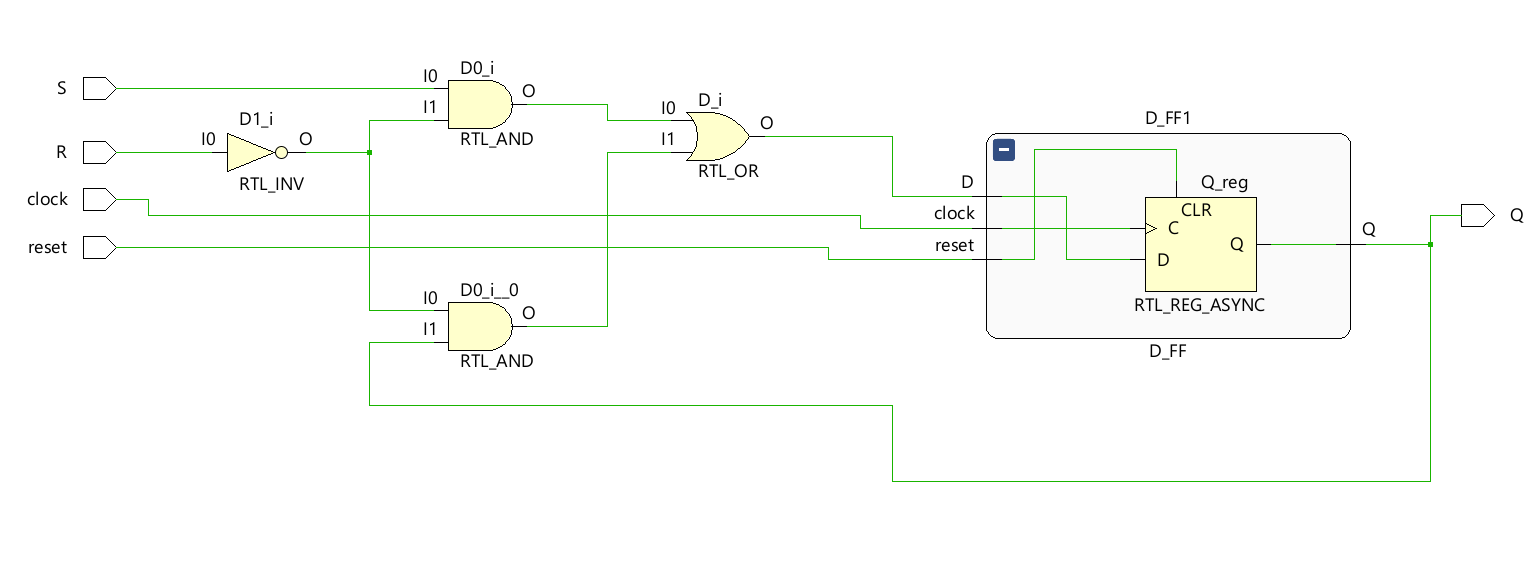 D0_i
S
I0
O
I1
RTL_AND
D_i
I0
O
I1
RTL_OR
D1_i
R
I0
O
RTL_INV
clock
reset
D_FF1
D
clock
reset
Q_reg
CLR
C
Q
D
RTL_REG_ASYNC
Q
Q
D_FF
D0_i__0
I0
O
I1
RTL_AND